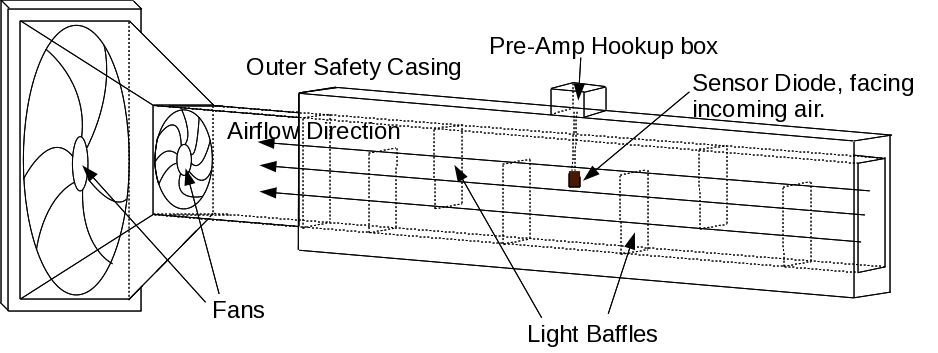 Pre-Amp Hookup box
Outer Safety Casing
Sensor Diode, facing
incoming air.
Airflow Direction
Fans
Light Baffles